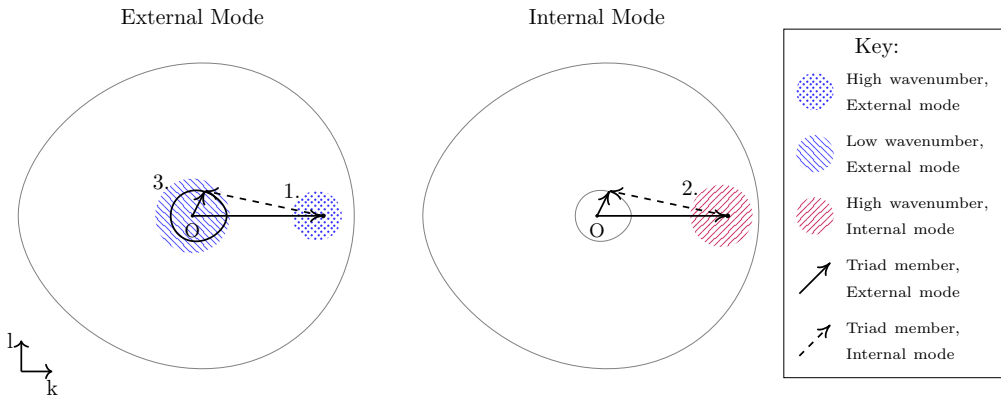 External Mode
Internal Mode
Key:
High wavenumber,
External mode
Low wavenumber,
External mode
High wavenumber,
Internal mode
Triad member,
External mode
Triad member,
Internal mode
3.
1.
O
2.
O
l
k